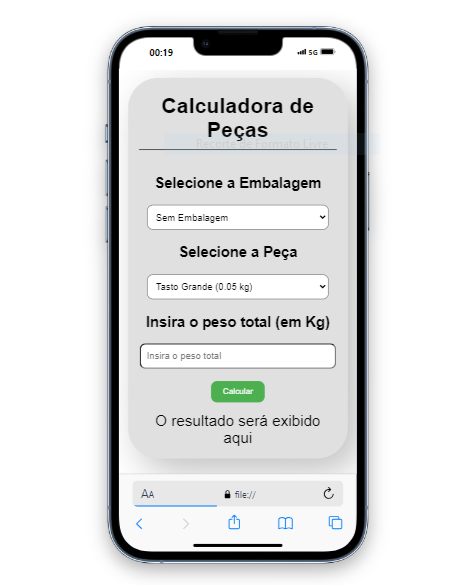 00:19
5G
Calculadora de
Peças
Recorte de Formato Livre
Selecione a Embalagem
Sem Embalagem
Selecione a Peça
Tasto Grande (0.05 kg)
Insira o peso total (em Kg)
Insira o peso total
Calcular
O resultado será exibido
aqui
AA
file://